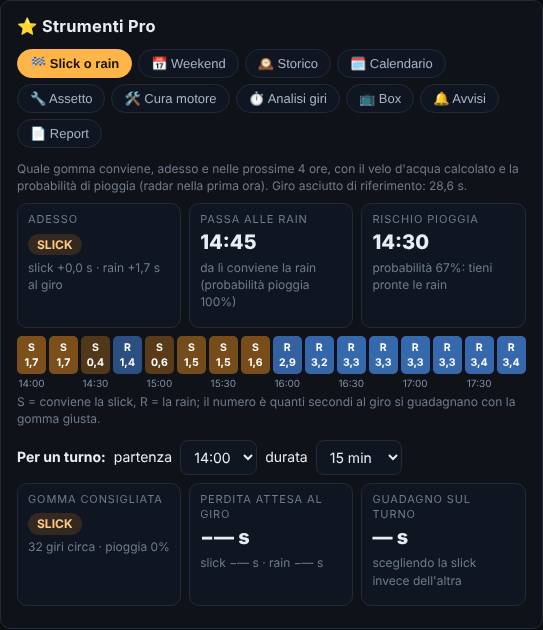 ⭐ Strumenti Pro
🏁 Slick o rain 📅 Weekend 🕰️ Storico 🗓️ Calendario
🔧 Assetto 🛠️ Cura motore ⏱️ Analisi giri 📺 Box 🔔 Avvisi
📄 Report
Quale gomma conviene, adesso e nelle prossime 4 ore, con il velo d'acqua calcolato e la
probabilità di pioggia (radar nella prima ora). Giro asciutto di riferimento: 28,6 s.
ADESSO
SLICK
slick +0,0 s · rain +1,7 s
al giro
PASSA ALLE RAIN
14:45
da lì conviene la rain
(probabilità pioggia
100%)
RISCHIO PIOGGIA
14:30
probabilità 67%: tieni
pronte le rain
S S S R S S S S R R R R R R R R
1,7 1,7 0,4 1,4 0,6 1,5 1,5 1,6 2,9 3,2 3,3 3,3 3,3 3,3 3,4 3,4
14:00 14:30 15:00 15:30 16:00 16:30 17:00 17:30
S = conviene la slick, R = la rain; il numero è quanti secondi al giro si guadagnano con la
gomma giusta.
Per un turno: partenza 14:00 durata 15 min
GOMMA CONSIGLIATA
SLICK
32 giri circa · pioggia 0%
PERDITA ATTESA AL
GIRO
−— s
slick −— s · rain −— s
GUADAGNO SUL
TURNO
— s
scegliendo la slick
invece dell'altra